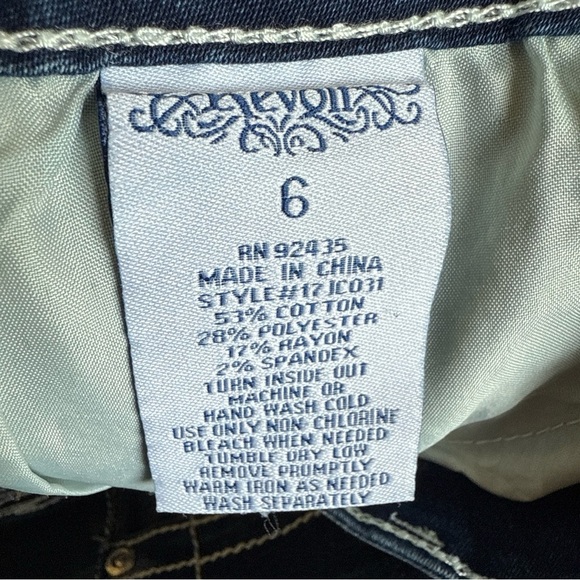 6
RN 92435
MADE IN CHINA
STYLE#17JC031
53% COTTON
28% POLYESTER
17% RAYON
2% SPANDEX
TURN INSIDE OUT
MACHINE OR
HAND WASH COLD
USE ONLY NON-CHLORINE
BLEACH WHEN NEEDED
TUMBLE DRY LOW
REMOVE PROMPTLY
WARM IRON AS NEEDED
WASH SEPARATELY